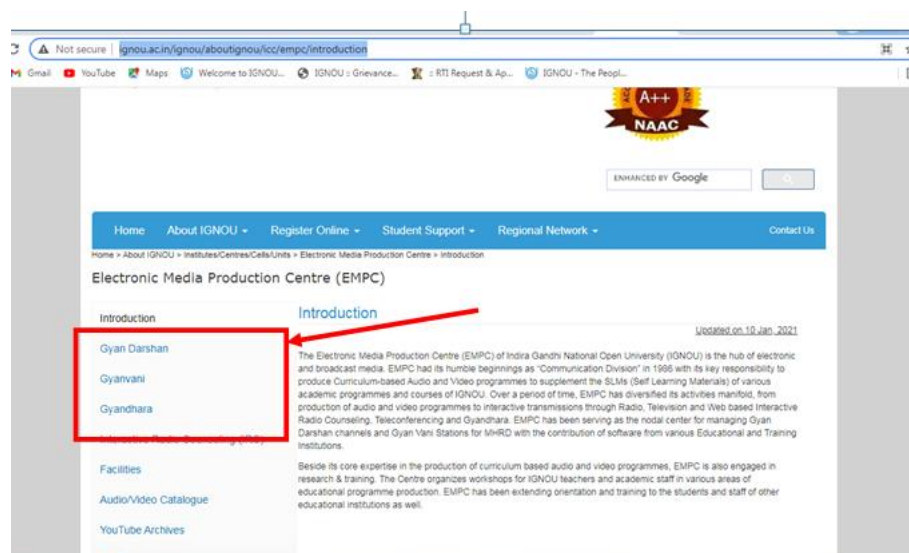 Not secure | ignou.ac.in/ignou/aboutignou/icc/empc/introduction
Gmail YouTube Maps Welcome to IGNOU... IGNOU :: Grievance... :: RTI Request & Ap... IGNOU - The Peopl...
A++
NAAC
ENHANCED BY Google
Home About IGNOU Register Online Student Support Regional Network Contact Us
Home > About IGNOU > Institutes/Centres/Cells/Units > Electronic Media Production Centre (EMPC) > Introduction
Electronic Media Production Centre (EMPC)
Introduction
Gyan Darshan
Gyanvani
Gyandhara
Facilities
Audio/Video Catalogue
YouTube Archives
Introduction
Updated on 10 Jan, 2021
The Electronic Media Production Centre (EMPC) of Indira Gandhi National Open University (IGNOU) is the hub of electronic
and broadcast media. EMPC had its humble beginnings as "Communication Division" in 1986 with its key responsibility to
produce Curriculum-based Audio and Video programmes to supplement the SLMs (Self Learning Materials) of various
academic programmes and courses of IGNOU. Over a period of time, EMPC has diversified its activities manifold, from
production of audio and video programmes to interactive transmissions through Radio, Television and Web based Interactive
Radio Counseling, Teleconferencing and Gyandhara. EMPC has been serving as the nodal center for managing Gyan
Darshan channels and Gyan Vani Stations for MHRD with the contribution of software from various Educational and Training
Institutions.
Beside its core expertise in the production of curriculum based audio and video programmes, EMPC is also engaged in
research & training. The Centre organizes workshops for IGNOU teachers and academic staff in various areas of
educational programme production. EMPC has been extending orientation and training to the students and staff of other
educational institutions as well.